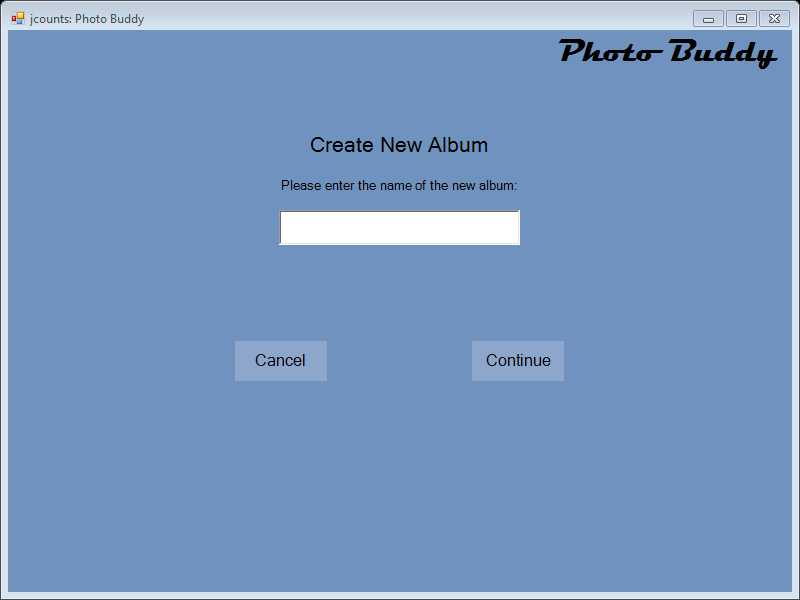 jcounts: Photo Buddy
Photo Buddy
Create New Album
Please enter the name of the new album:
Cancel
Continue